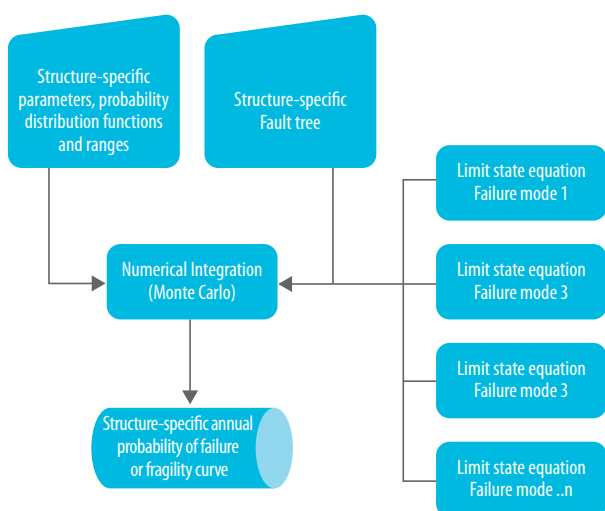 Structure-specific
parameters, probability
distribution functions
and ranges
Structure-specific
Fault tree
Limit state equation
Failure mode 1
Numerical Integration
(Monte Carlo)
Limit state equation
Failure mode 3
Limit state equation
Failure mode 3
Structure-specific annual
probability of failure
or fragility curve
Limit state equation
Failure mode ..n